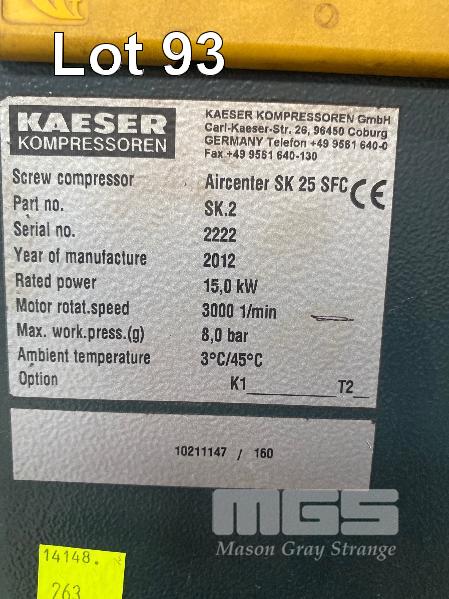 Lot 93
KAESER
KOMPRESSOREN
KAESER KOMPRESSOREN GmbH
Carl-Kaeser-Str. 26, 96450 Coburg
GERMANY Telefon +49 9561 640-0
Fax +49 9561 640-130
Screw compressor Aircenter SK 25 SFC CE
Part no. SK.2
Serial no. 2222
Year of manufacture 2012
Rated power 15,0 kW
Motor rotat.speed 3000 1/min
Max. work.press.(g) 8,0 bar
Ambient temperature 3°C/45°C
Option K1______T2__
10211147 / 160
MGS
Mason Gray Strange
14148.
263